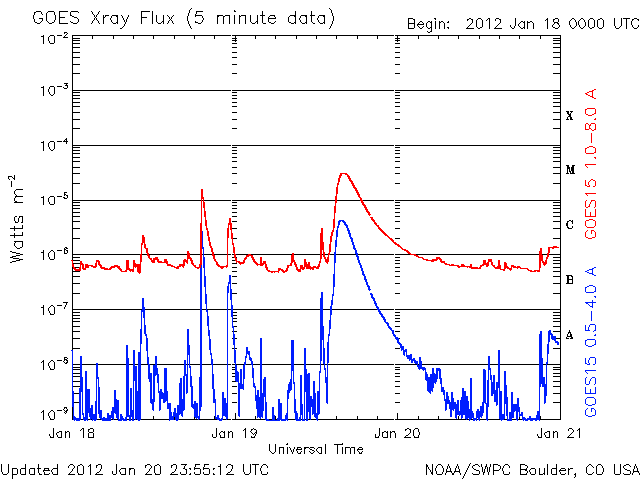 GOES Xray Flux (5 minute data)
Begin: 2012 Jan 18 0000 UTC
10⁻²
10⁻³
10⁻⁴
10⁻⁵
10⁻⁶
10⁻⁷
10⁻⁸
10⁻⁹
Watts m⁻²
X
M
C
B
A
GOES15 1.0-8.0 A
GOES15 0.5-4.0 A
Jan 18
Jan 19
Jan 20
Jan 21
Universal Time
Updated 2012 Jan 20 23:55:12 UTC
NOAA/SWPC Boulder, CO USA